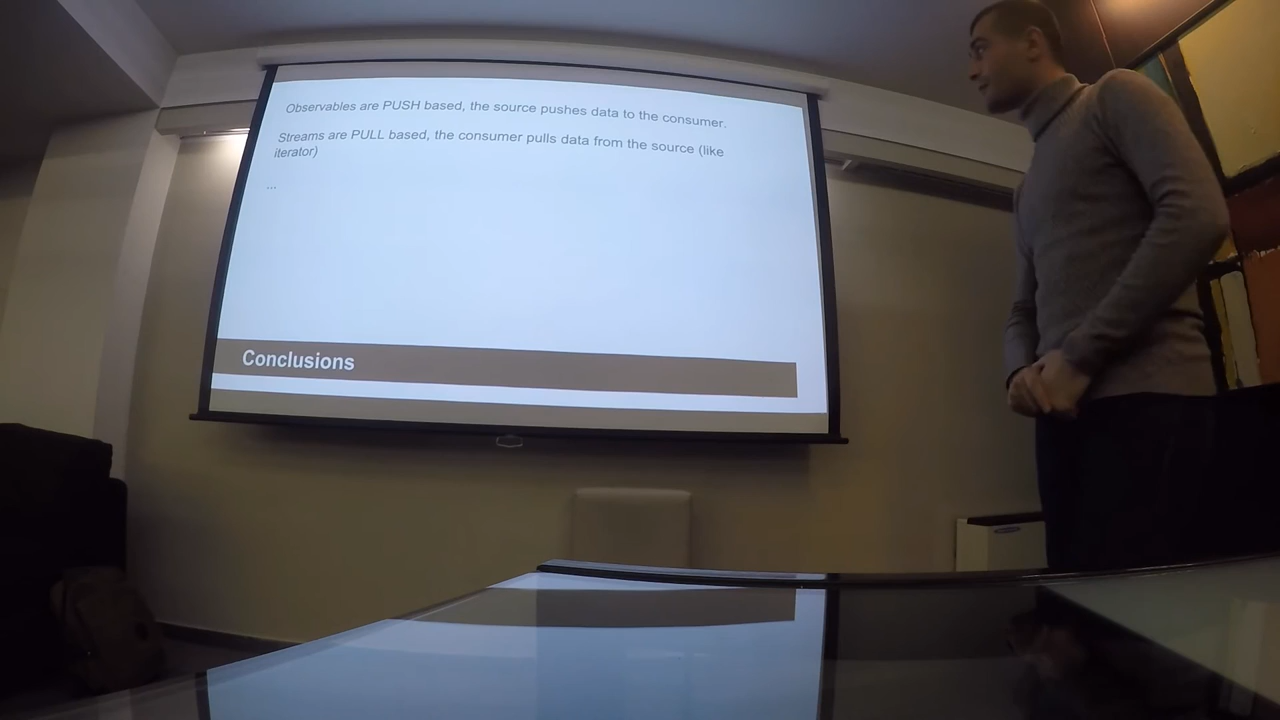 Observables are PUSH based, the source pushes data to the consumer.
Streams are PULL based, the consumer pulls data from the source (like
iterator)
...
Conclusions